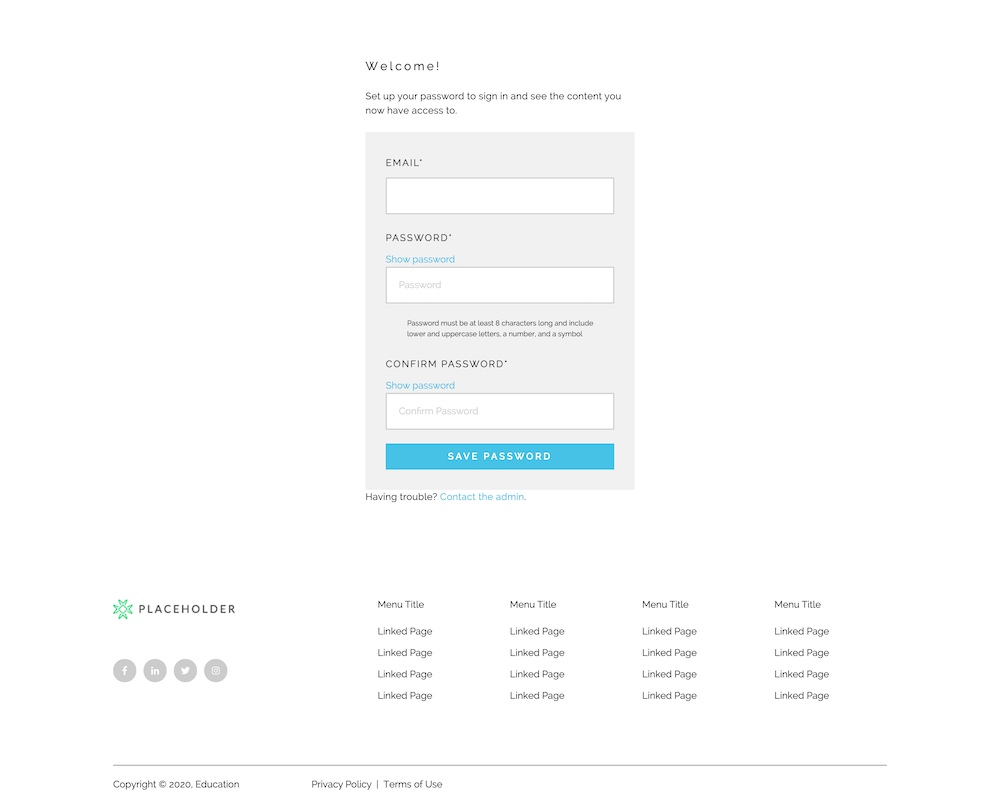 Welcome!
Set up your password to sign in and see the content you
now have access to.
EMAIL*
PASSWORD*
Show password
Password
Password must be at least 8 characters long and include
lower and uppercase letters, a number, and a symbol
CONFIRM PASSWORD*
Show password
Confirm Password
SAVE PASSWORD
Having trouble? Contact the admin.
PLACEHOLDER
Menu Title
Linked Page
Linked Page
Linked Page
Linked Page
Menu Title
Linked Page
Linked Page
Linked Page
Linked Page
Menu Title
Linked Page
Linked Page
Linked Page
Linked Page
Menu Title
Linked Page
Linked Page
Linked Page
Linked Page
Copyright © 2020, Education
Privacy Policy | Terms of Use